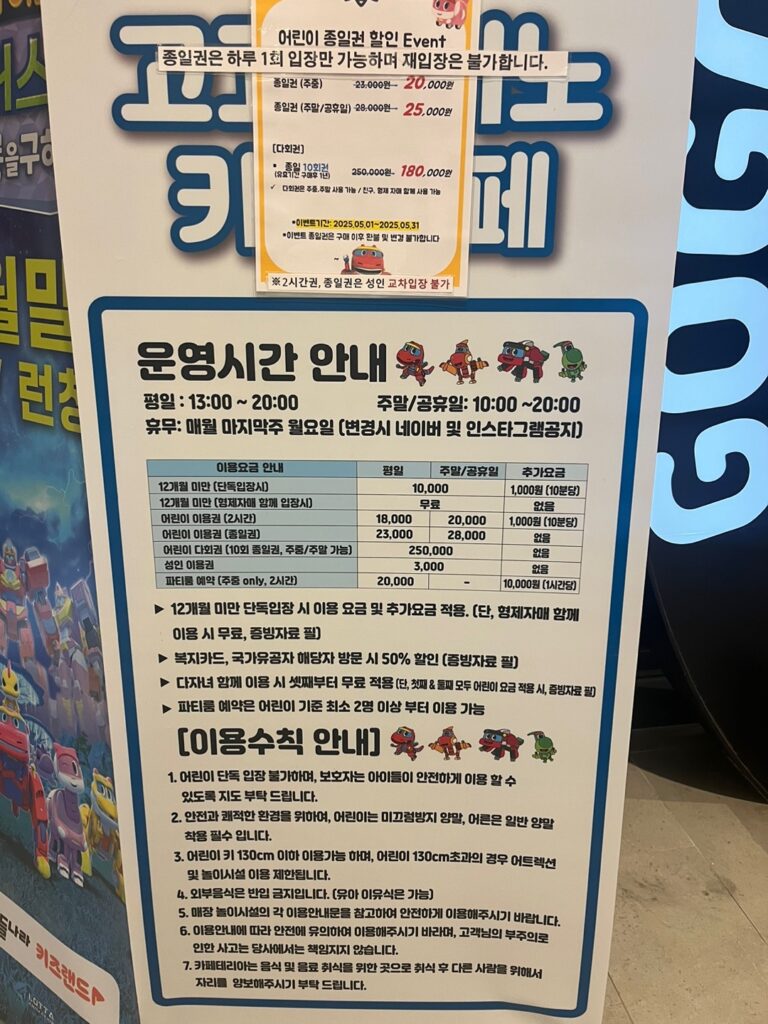 어린이 종일권 할인 Event
종일권은 하루 1회 입장만 가능하며 재입장은 불가합니다.
종일권 (주중) 23,000원 20,000원
종일권 (주말/공휴일) 28,000원 25,000원
[다회권]
• 종일 10회권 250,000원 180,000원
(유효기간 구매후 1년)
✓ 다회권은 주중,주말 사용 가능 / 친구, 형제 자매 함께 사용 가능
*이벤트기간: 2025.05.01~2025.05.31
*이벤트 종일권은 구매 이후 환불 및 변경 불가합니다
※2시간권, 종일권은 성인 교차입장 불가
고
도
키
페
운영시간 안내
평일 : 13:00 ~ 20:00 주말/공휴일: 10:00 ~20:00
휴무: 매월 마지막주 월요일 (변경시 네이버 및 인스타그램공지)
이용요금 안내 평일 주말/공휴일 추가요금
12개월 미만 (단독입장시) 10,000 1,000원 (10분당)
12개월 미만 (형제자매 함께 입장시) 무료 없음
어린이 이용권 (2시간) 18,000 20,000 1,000원 (10분당)
어린이 이용권 (종일권) 23,000 28,000 없음
어린이 다회권 (10회 종일권, 주중/주말 가능) 250,000 없음
성인 이용권 3,000 없음
파티룸 예약 (주중 only, 2시간) 20,000 - 10,000원 (1시간당)
▶ 12개월 미만 단독입장 시 이용 요금 및 추가요금 적용. (단, 형제자매 함께
이용 시 무료, 증빙자료 필)
▶ 복지카드, 국가유공자 해당자 방문 시 50% 할인 (증빙자료 필)
▶ 다자녀 함께 이용 시 셋째부터 무료 적용 (단, 첫째 & 둘째 모두 어린이 요금 적용 시, 증빙자료 필)
▶ 파티룸 예약은 어린이 기준 최소 2명 이상 부터 이용 가능
[이용수칙 안내]
1. 어린이 단독 입장 불가하며, 보호자는 아이들이 안전하게 이용 할 수
있도록 지도 부탁 드립니다.
2. 안전과 쾌적한 환경을 위하여, 어린이는 미끄럼방지 양말, 어른은 일반 양말
착용 필수 입니다.
3. 어린이 키 130cm 이하 이용가능 하며, 어린이 130cm초과의 경우 어트렉션
및 놀이시설 이용 제한됩니다.
4. 외부음식은 반입 금지입니다. (유아 이유식은 가능)
5. 매장 놀이시설의 각 이용안내문을 참고하여 안전하게 이용해주시기 바랍니다.
6. 이용안내에 따라 안전에 유의하여 이용해주시기 바라며, 고객님의 부주의로
인한 사고는 당사에서는 책임지지 않습니다.
7. 카페테리아는 음식 및 음료 취식을 위한 곳으로 취식 후 다른 사람을 위해서
자리를 양보해주시기 부탁 드립니다.
키즈랜드